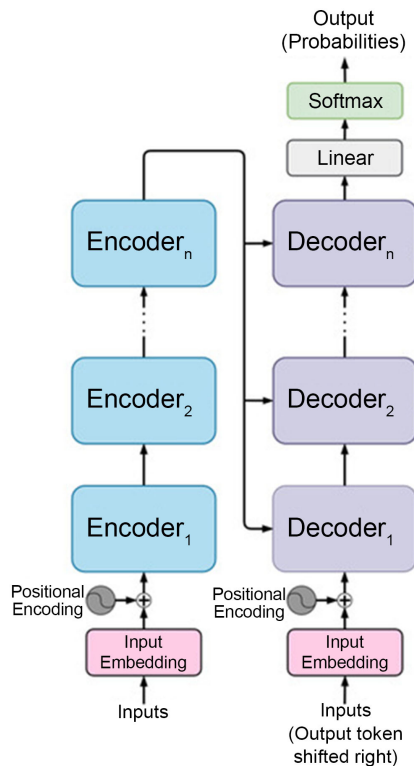 Output
(Probabilities)
Softmax
Linear
Encoderₙ
Decoderₙ
Encoder₂
Decoder₂
Encoder₁
Decoder₁
Positional
Encoding
Positional
Encoding
Input
Embedding
Input
Embedding
Inputs
Inputs
(Output token
shifted right)